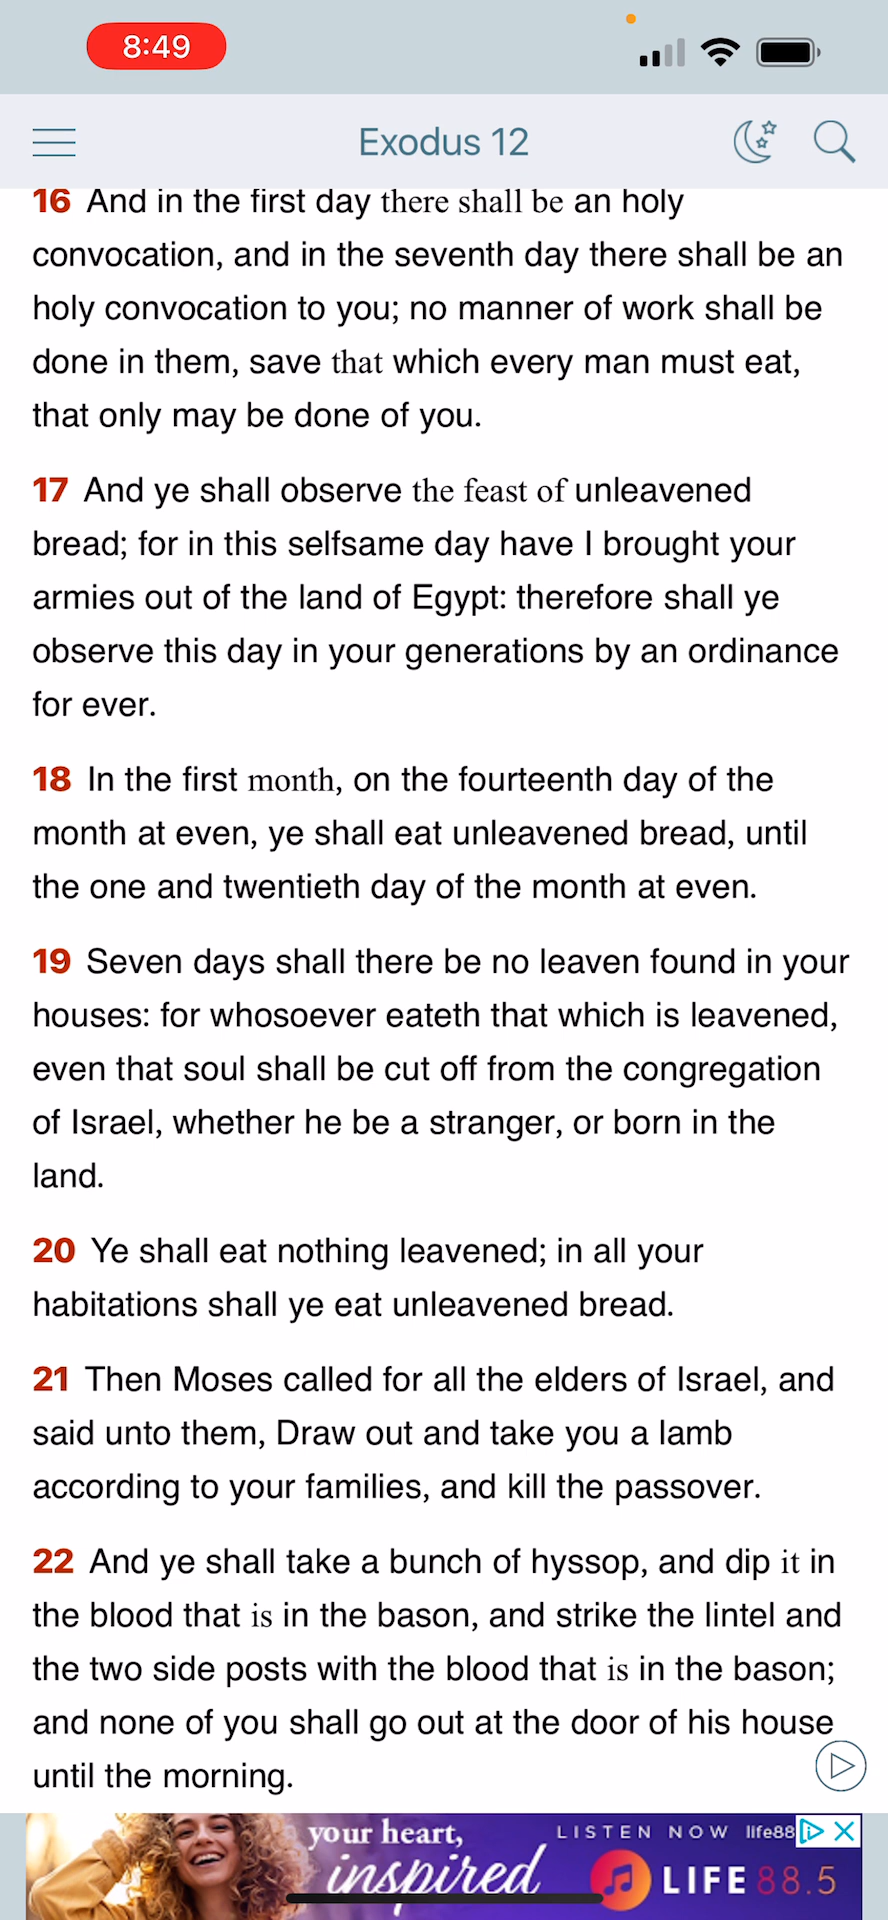 8:49
Exodus 12
16 And in the first day there shall be an holy
convocation, and in the seventh day there shall be an
holy convocation to you; no manner of work shall be
done in them, save that which every man must eat,
that only may be done of you.
17 And ye shall observe the feast of unleavened
bread; for in this selfsame day have I brought your
armies out of the land of Egypt: therefore shall ye
observe this day in your generations by an ordinance
for ever.
18 In the first month, on the fourteenth day of the
month at even, ye shall eat unleavened bread, until
the one and twentieth day of the month at even.
19 Seven days shall there be no leaven found in your
houses: for whosoever eateth that which is leavened,
even that soul shall be cut off from the congregation
of Israel, whether he be a stranger, or born in the
land.
20 Ye shall eat nothing leavened; in all your
habitations shall ye eat unleavened bread.
21 Then Moses called for all the elders of Israel, and
said unto them, Draw out and take you a lamb
according to your families, and kill the passover.
22 And ye shall take a bunch of hyssop, and dip it in
the blood that is in the bason, and strike the lintel and
the two side posts with the blood that is in the bason;
and none of you shall go out at the door of his house
until the morning.
your heart,
inspired
LISTEN NOW life88
LIFE 88.5